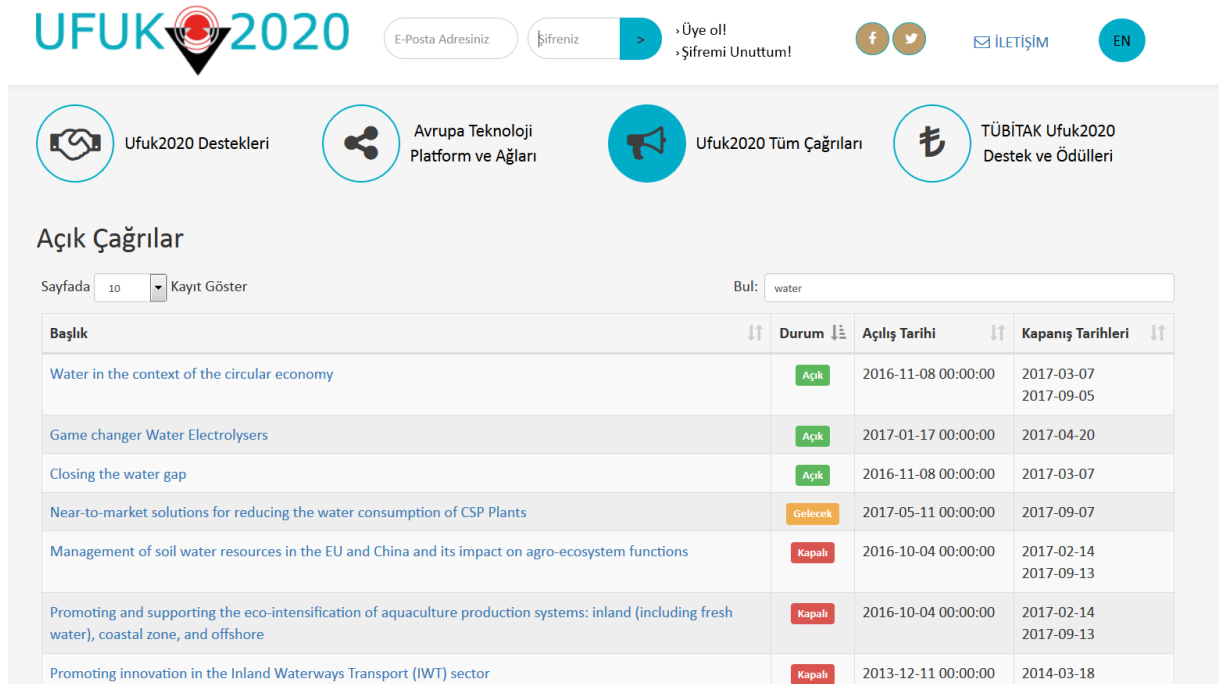 UFUK 2020
E-Posta Adresiniz
Şifreniz
>
› Üye ol!
› Şifremi Unuttum!
İLETİŞİM
EN
Ufuk2020 Destekleri
Avrupa Teknoloji
Platform ve Ağları
Ufuk2020 Tüm Çağrıları
TÜBİTAK Ufuk2020
Destek ve Ödülleri
Açık Çağrılar
Sayfada 10 Kayıt Göster
Bul: water
Başlık Durum Açılış Tarihi Kapanış Tarihleri
Water in the context of the circular economy Açık 2016-11-08 00:00:00 2017-03-07
2017-09-05
Game changer Water Electrolysers Açık 2017-01-17 00:00:00 2017-04-20
Closing the water gap Açık 2016-11-08 00:00:00 2017-03-07
Near-to-market solutions for reducing the water consumption of CSP Plants Gelecek 2017-05-11 00:00:00 2017-09-07
Management of soil water resources in the EU and China and its impact on agro-ecosystem functions Kapalı 2016-10-04 00:00:00 2017-02-14
2017-09-13
Promoting and supporting the eco-intensification of aquaculture production systems: inland (including fresh Kapalı 2016-10-04 00:00:00 2017-02-14
water), coastal zone, and offshore 2017-09-13
Promoting innovation in the Inland Waterways Transport (IWT) sector Kapalı 2013-12-11 00:00:00 2014-03-18